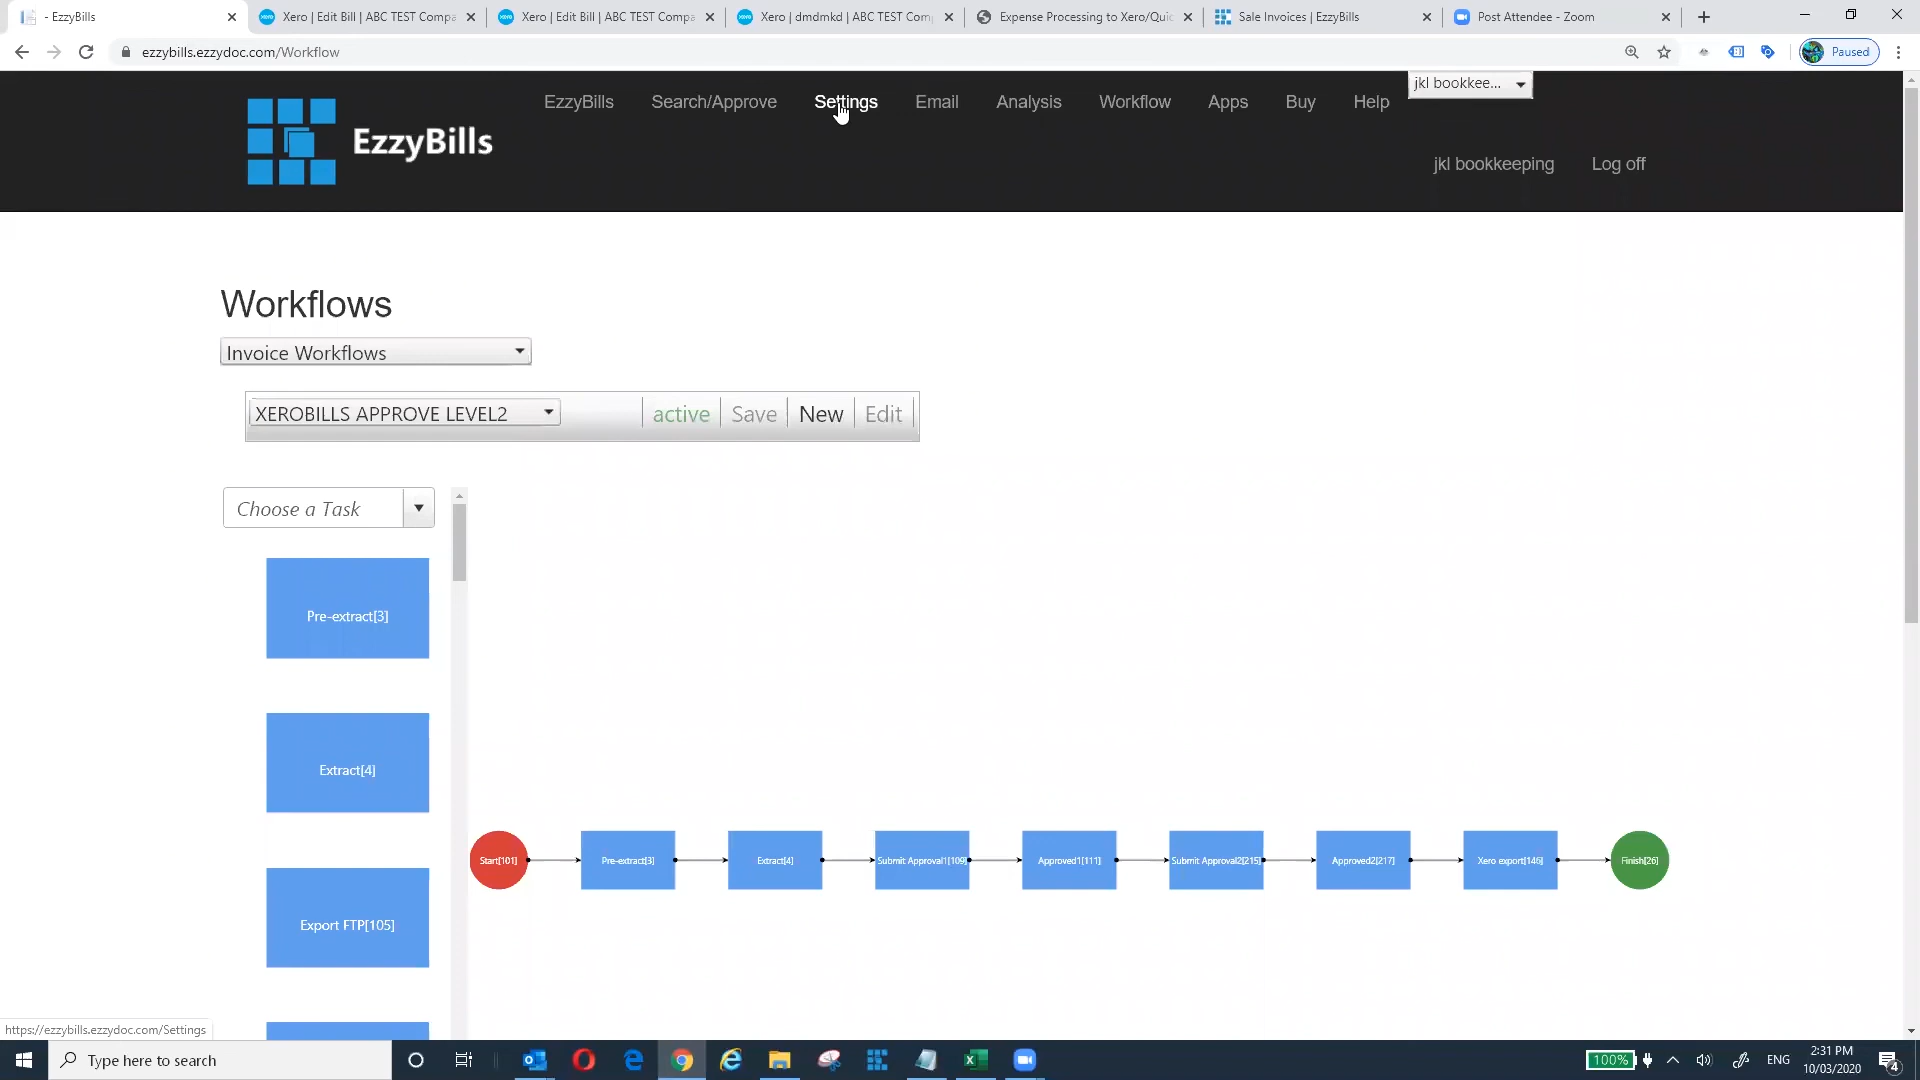 - EzzyBills
Xero | Edit Bill | ABC TEST Compa
Xero | Edit Bill | ABC TEST Compa
Xero | dmdmkd | ABC TEST Com
Expense Processing to Xero/Quic
Sale Invoices | EzzyBills
Post Attendee - Zoom
ezzybills.ezzydoc.com/Workflow
Paused
EzzyBills
EzzyBills
Search/Approve
Settings
Email
Analysis
Workflow
Apps
Buy
Help
jkl bookkee...
jkl bookkeeping
Log off
Workflows
Invoice Workflows
XEROBILLS APPROVE LEVEL2
active
Save
New
Edit
Choose a Task
Pre-extract[3]
Extract[4]
Export FTP[105]
Start[101]
Pre-extract[3]
Extract[4]
Submit Approval1[109]
Approved1[111]
Submit Approval2[215]
Approved2[217]
Xero export[146]
Finish[26]
https://ezzybills.ezzydoc.com/Settings
Type here to search
100%
ENG
2:31 PM
10/03/2020
4